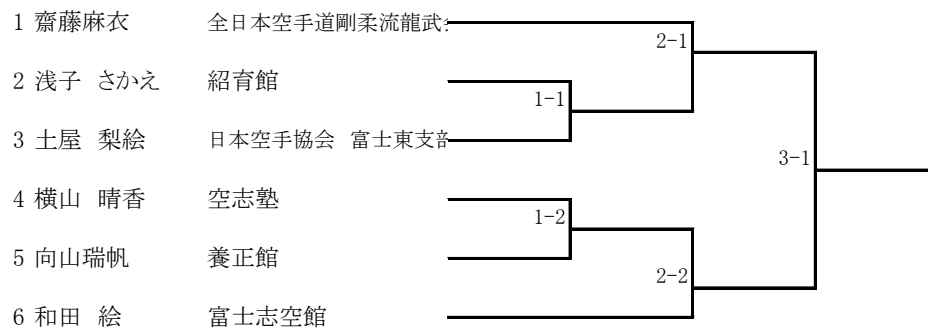 1 齋藤麻衣 全日本空手道剛柔流龍武
2-1
2 浅子 さかえ 紹育館
1-1
3 土屋 梨絵 日本空手協会 富士東支部
3-1
4 横山 晴香 空志塾
1-2
5 向山瑞帆 養正館
2-2
6 和田 絵 富士志空館